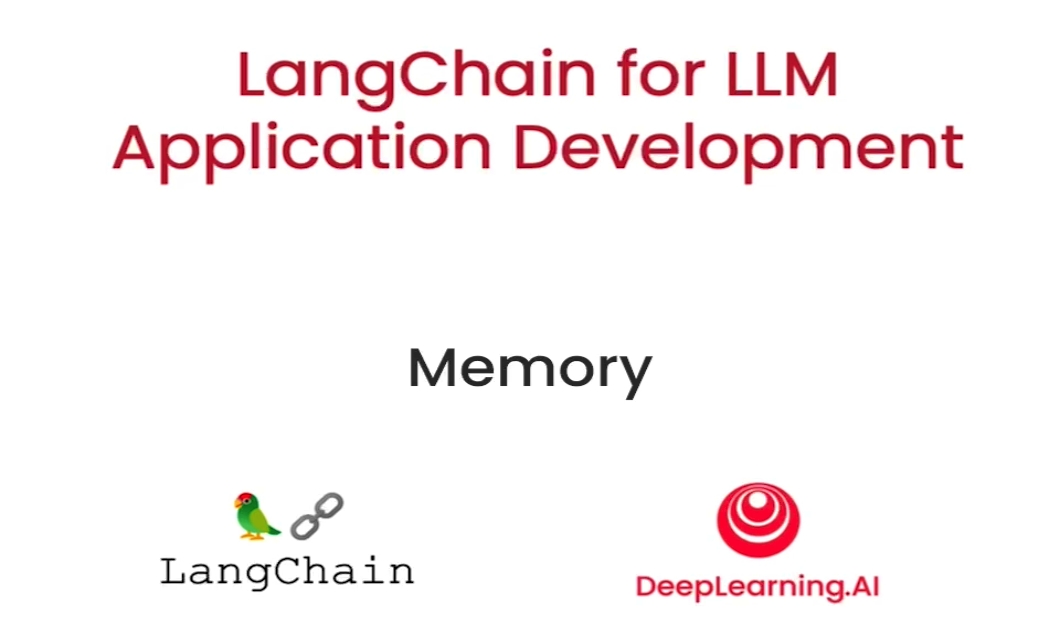 LangChain for LLM
Application Development
Memory
LangChain
DeepLearning.AI